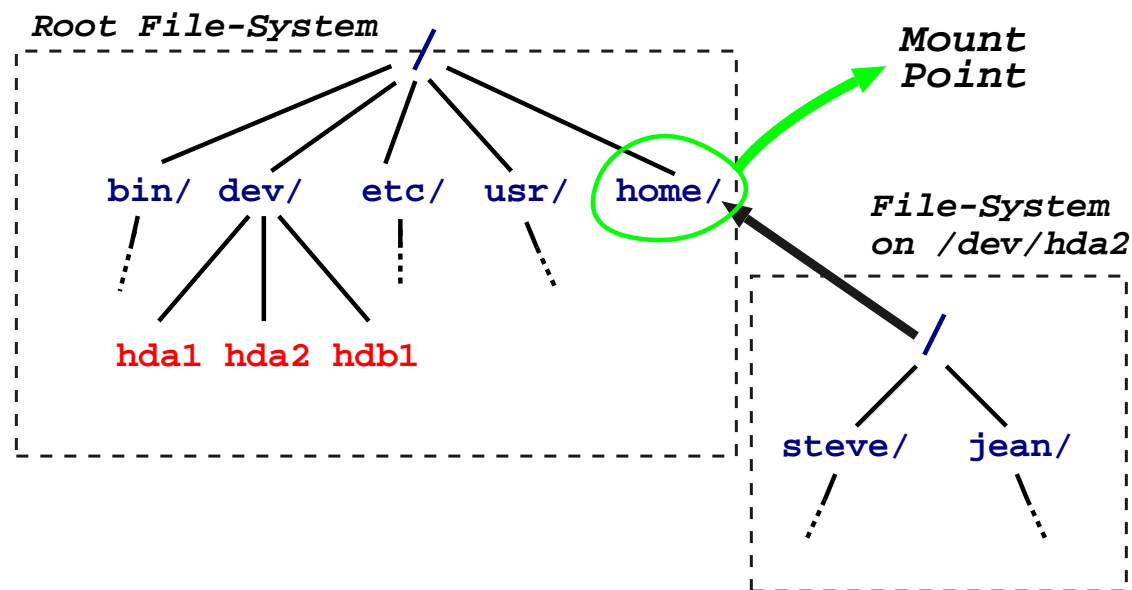 Root File-System
/
Mount
Point
bin/ dev/ etc/ usr/ home/
File-System
on /dev/hda2
hda1 hda2 hdb1
/
steve/ jean/